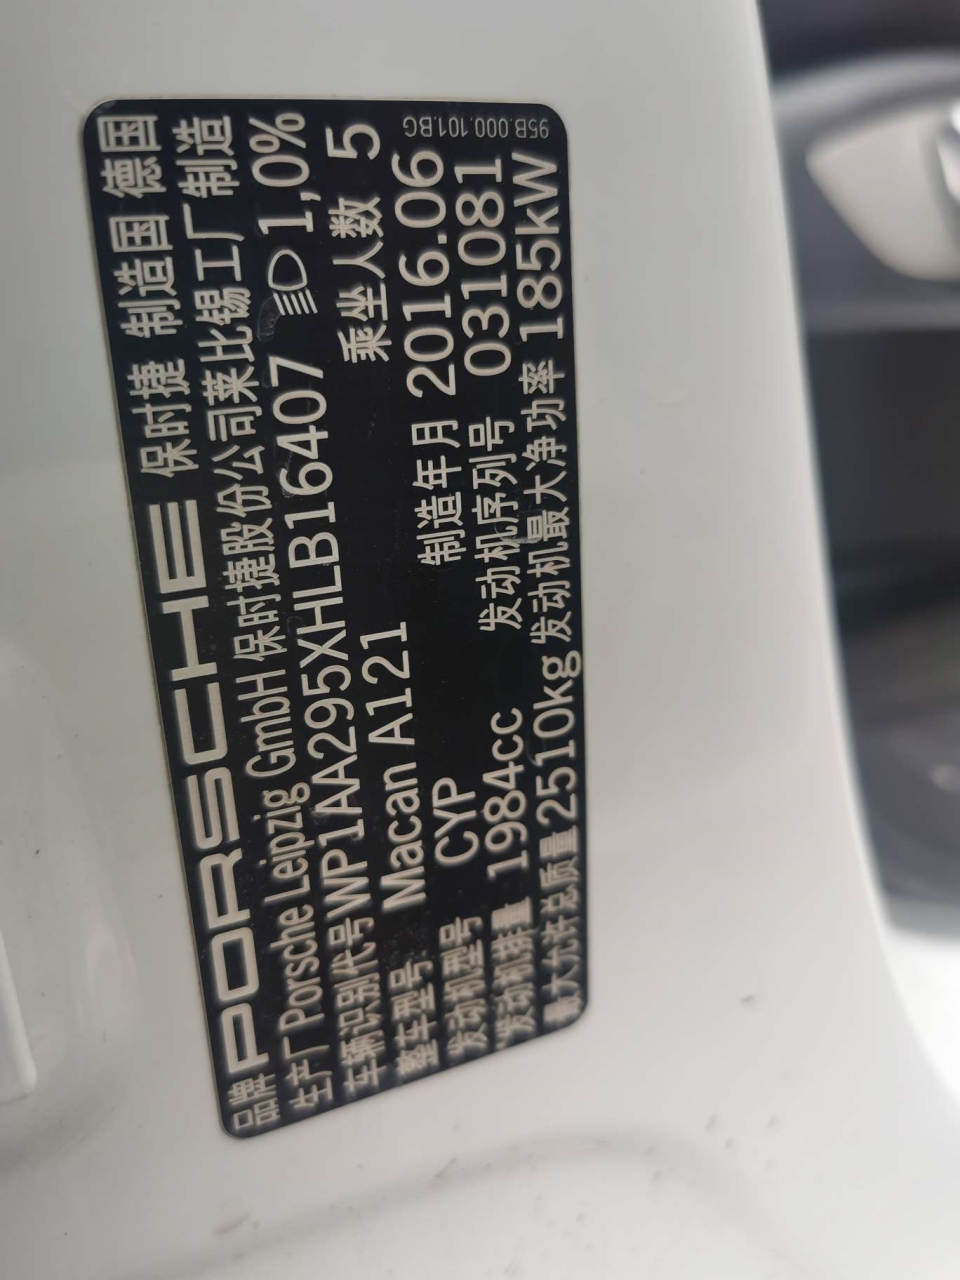 品牌 PORSCHE 保时捷 制造国 德国
生产厂 Porsche Leipzig GmbH 保时捷股份公司莱比锡工厂制造
车辆识别代号 WP1AA295XHLB16407 1,0%
整车型号 Macan A121 乘坐人数 5
发动机型号 CYP 制造年月 2016.06
发动机排量 1984cc 发动机序列号 031081
最大允许总质量 2510kg 发动机最大净功率 185kW
95B.000.101.BG